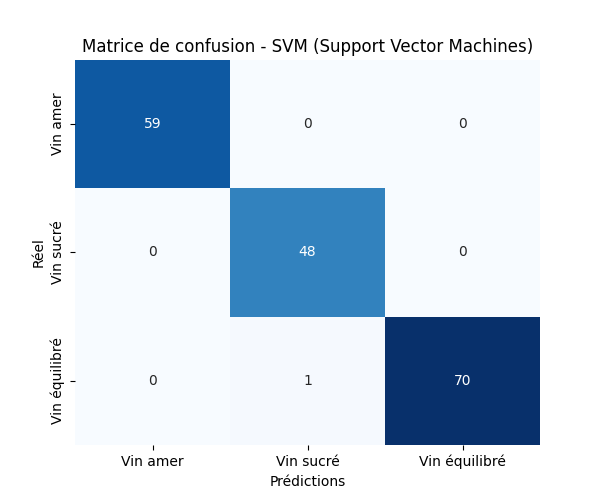 Matrice de confusion - SVM (Support Vector Machines)
Réel
Vin amer
59 0 0
Vin sucré
0 48 0
Vin équilibré
0 1 70
Vin amer Vin sucré Vin équilibré
Prédictions